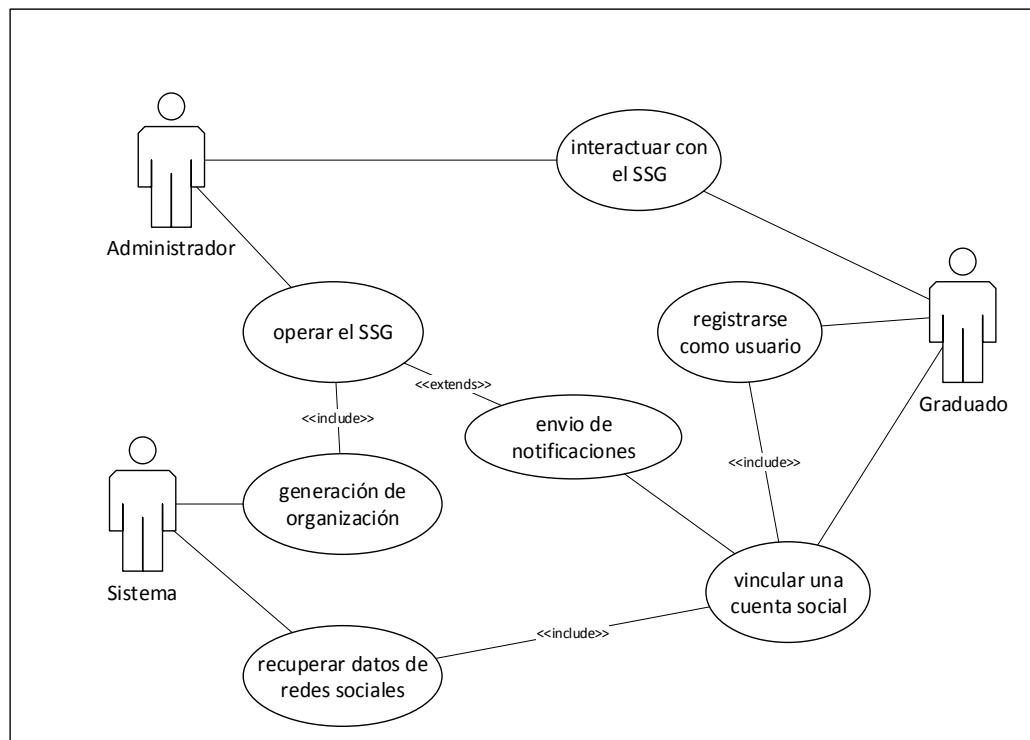 interactuar con
el SSG
Administrador
operar el SSG
registrarse
como usuario
Graduado
<<extends>>
<<include>>
envio de
notificaciones
<<include>>
generación de
organización
Sistema
vincular una
cuenta social
<<include>>
recuperar datos de
redes sociales